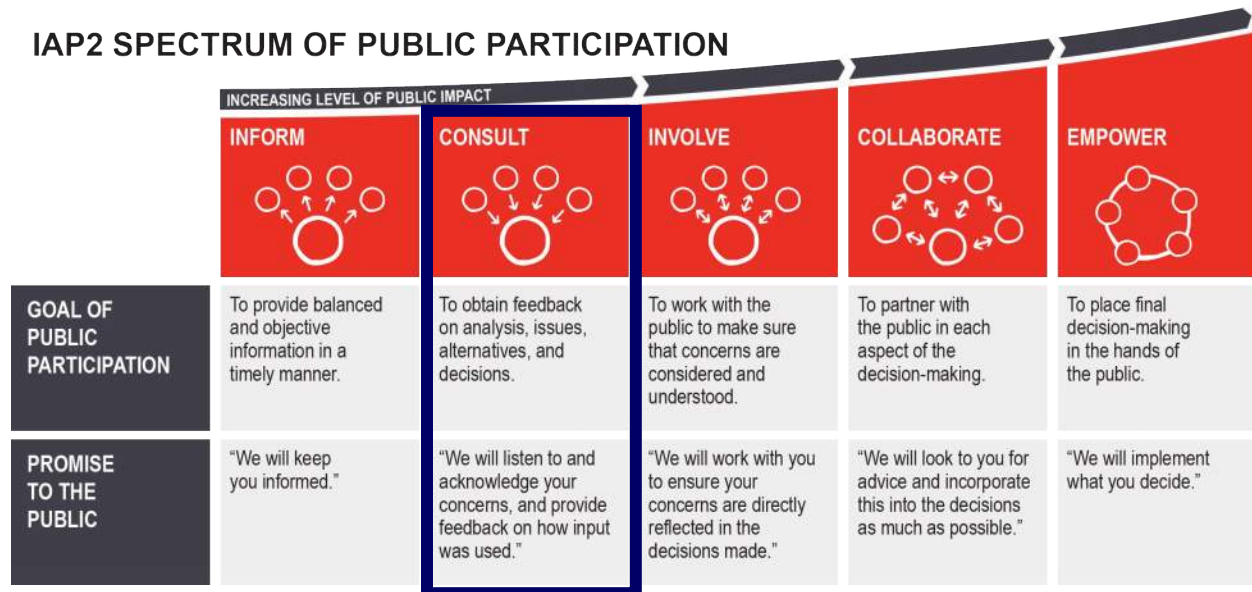 IAP2 SPECTRUM OF PUBLIC PARTICIPATION
INCREASING LEVEL OF PUBLIC IMPACT
INFORM
CONSULT
INVOLVE
COLLABORATE
EMPOWER
GOAL OF
PUBLIC
PARTICIPATION
To provide balanced
and objective
information in a
timely manner.
To obtain feedback
on analysis, issues,
alternatives, and
decisions.
To work with the
public to make sure
that concerns are
considered and
understood.
To partner with
the public in each
aspect of the
decision-making.
To place final
decision-making
in the hands of
the public.
PROMISE
TO THE
PUBLIC
“We will keep
you informed.”
“We will listen to and
acknowledge your
concerns, and provide
feedback on how input
was used.”
“We will work with you
to ensure your
concerns are directly
reflected in the
decisions made.”
“We will look to you for
advice and incorporate
this into the decisions
as much as possible.”
“We will implement
what you decide.”